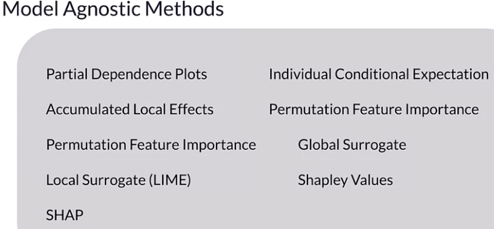 Model Agnostic Methods
Partial Dependence Plots
Individual Conditional Expectation
Accumulated Local Effects
Permutation Feature Importance
Permutation Feature Importance
Global Surrogate
Local Surrogate (LIME)
Shapley Values
SHAP